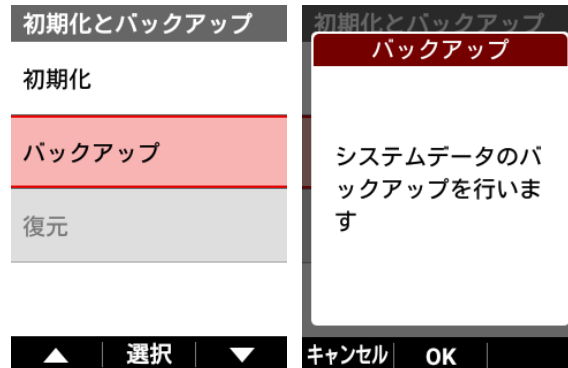 初期化とバックアップ
初期化
バックアップ
復元
▲ 選択 ▼
初期化とバックアップ
バックアップ
システムデータのバ
ックアップを行いま
す
キャンセル OK